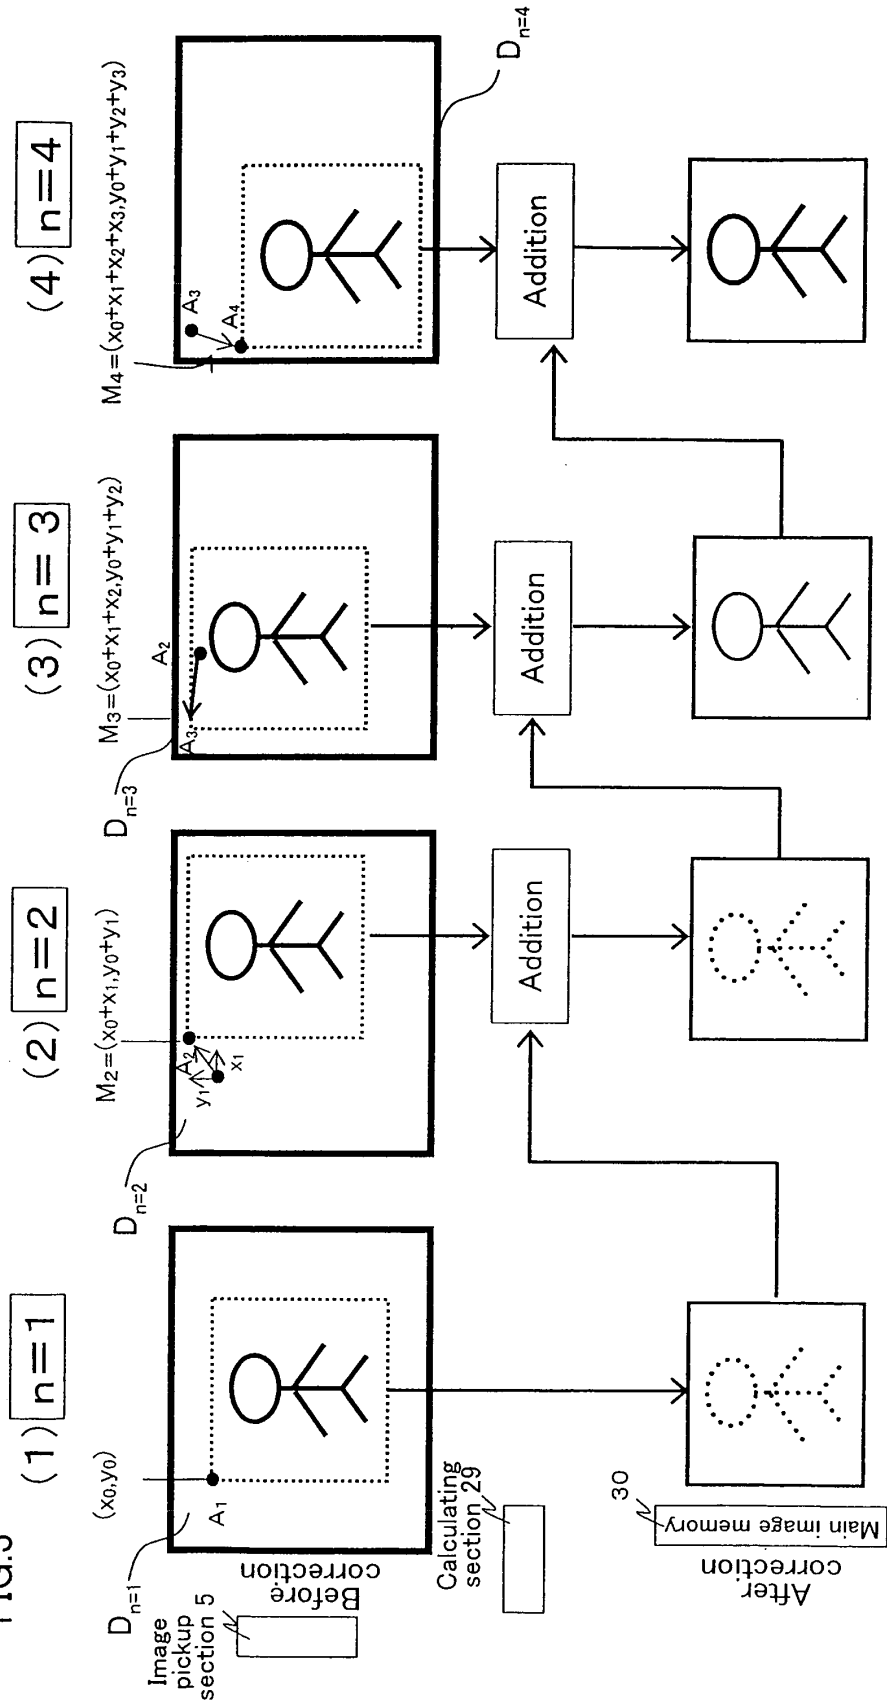 (1) n=1
(x0,y0)
A1
Dn=1
Image
pickup
section 5
Before
correction
Calculating
section 29
30
Main image memory
After
correction
(2) n=2
M2=(x0+x1,y0+y1)
A2
y1
x1
Dn=2
Addition
(3) n=3
M3=(x0+x1+x2,y0+y1+y2)
A2
A3
Dn=3
Addition
(4) n=4
M4=(x0+x1+x2+x3,y0+y1+y2+y3)
A3
A4
Dn=4
Addition